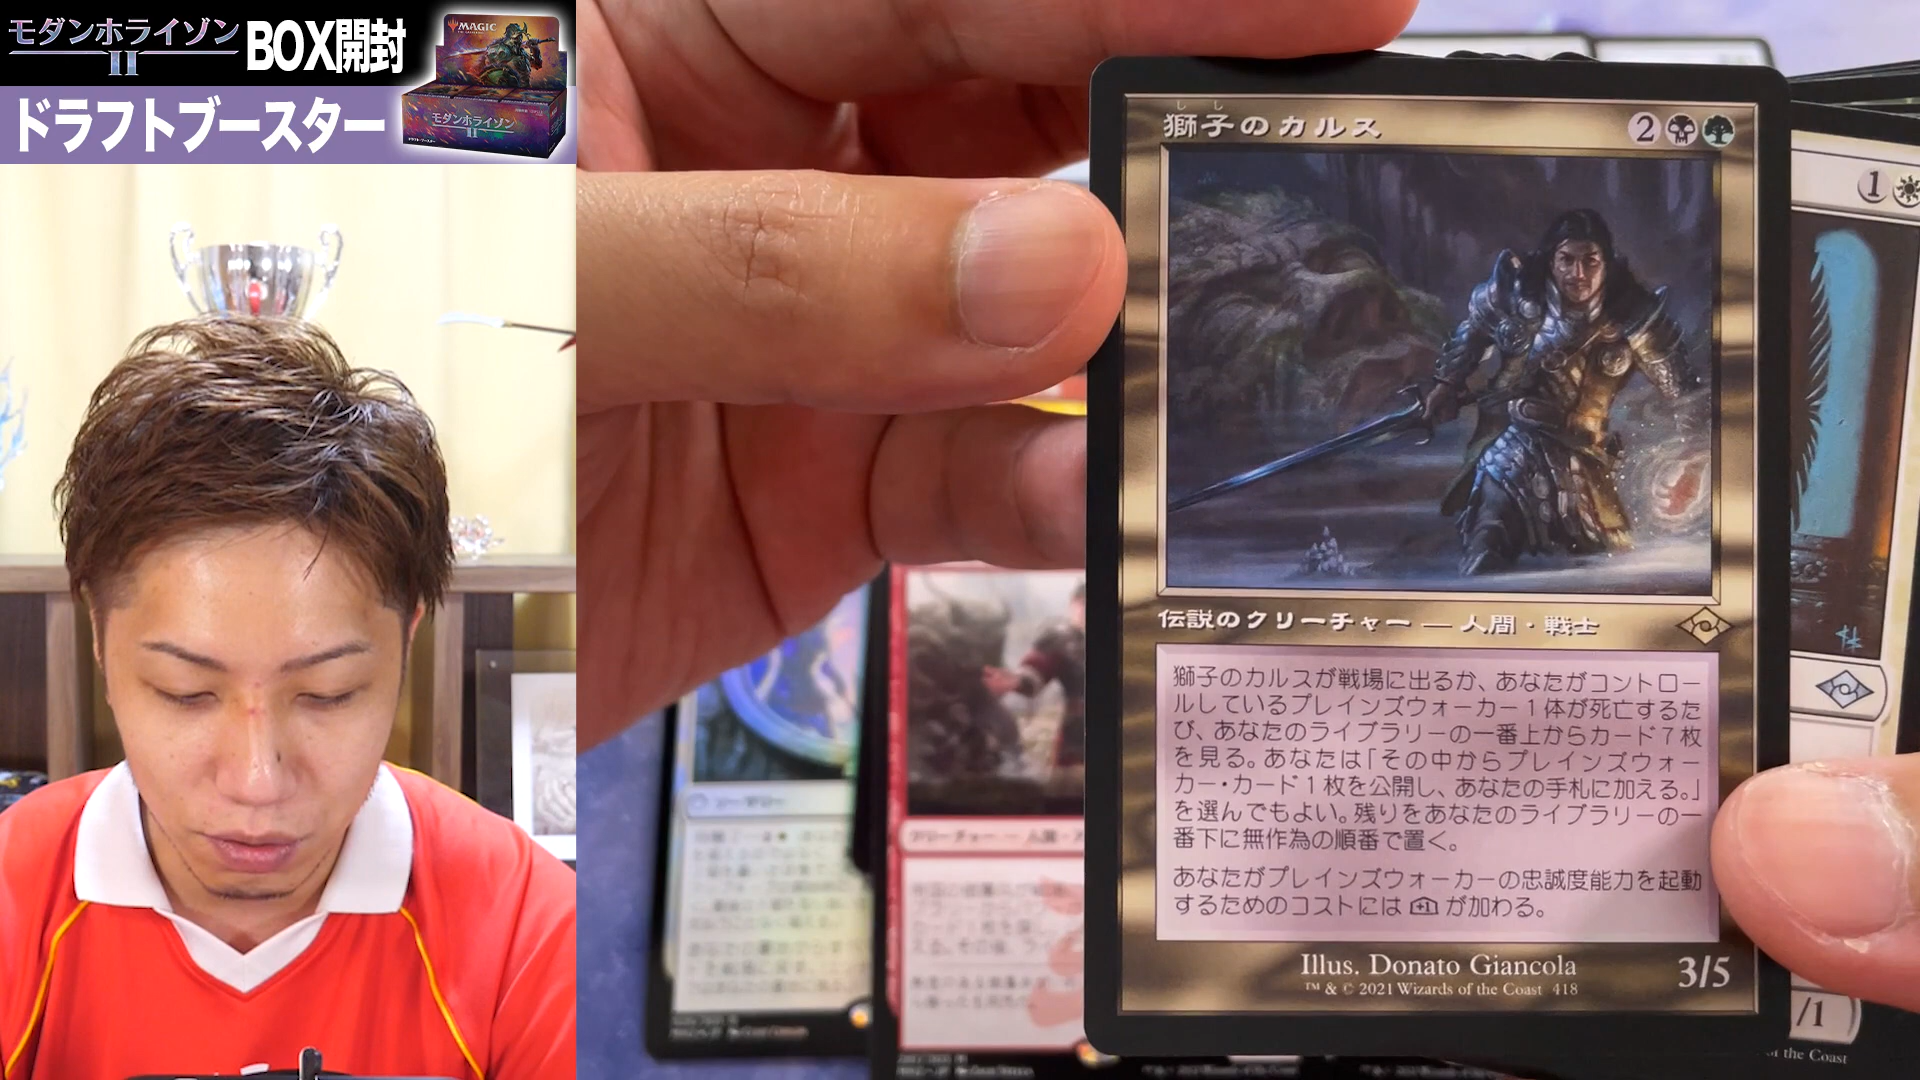 モダンホライゾン
II
BOX開封
ドラフトブースター
MAGIC
モダンホライゾン
II
獅子のカルス
しし
2
伝説のクリーチャー ― 人間・戦士
獅子のカルスが戦場に出るか、あなたがコントロー
ルしているプレインズウォーカー1体が死亡するた
び、あなたのライブラリーの一番上からカード7枚
を見る。あなたは「その中からプレインズウォー
カー・カード1枚を公開し、あなたの手札に加える。」
を選んでもよい。残りをあなたのライブラリーの一
番下に無作為の順番で置く。
あなたがプレインズウォーカーの忠誠度能力を起動
するためのコストには +1 が加わる。
Illus. Donato Giancola
3/5
™ & © 2021 Wizards of the Coast 418
1
/1
of the Coast
クリーチャー ― 人間・